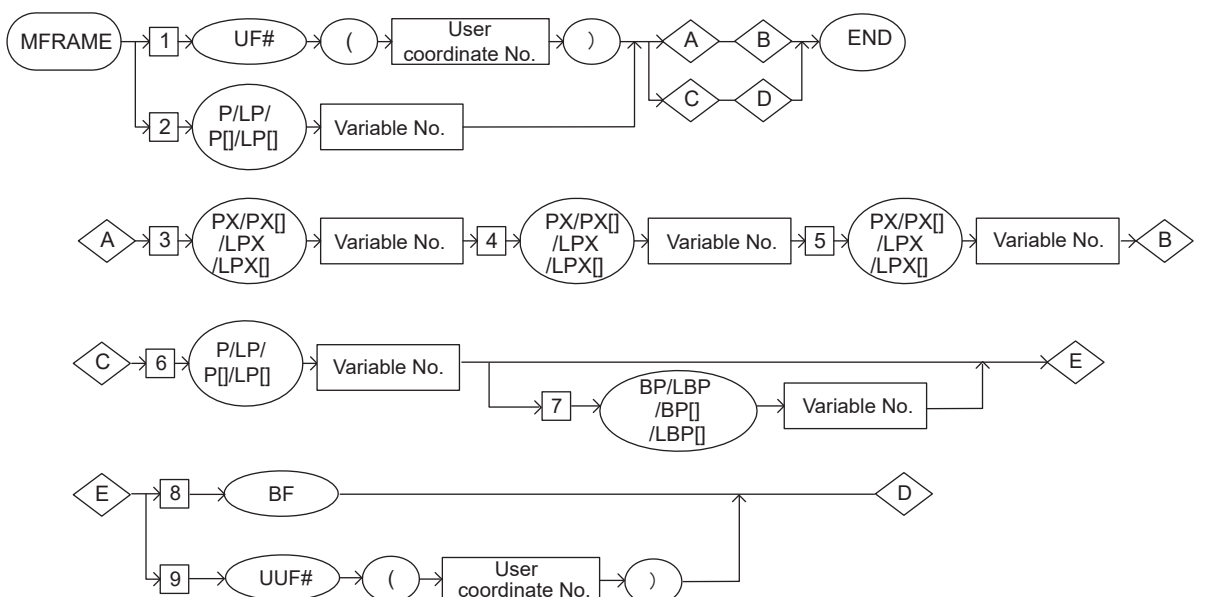 MFRAME 1 UF# ( User coordinate No. ) A B END
C D
2 P/LP/ P[]/LP[] Variable No.
A 3 PX/PX[] /LPX /LPX[] Variable No. 4 PX/PX[] /LPX /LPX[] Variable No. 5 PX/PX[] /LPX /LPX[] Variable No. B
C 6 P/LP/ P[]/LP[] Variable No. E
7 BP/LBP /BP[] /LBP[] Variable No.
E 8 BF D
9 UUF# ( User coordinate No. )